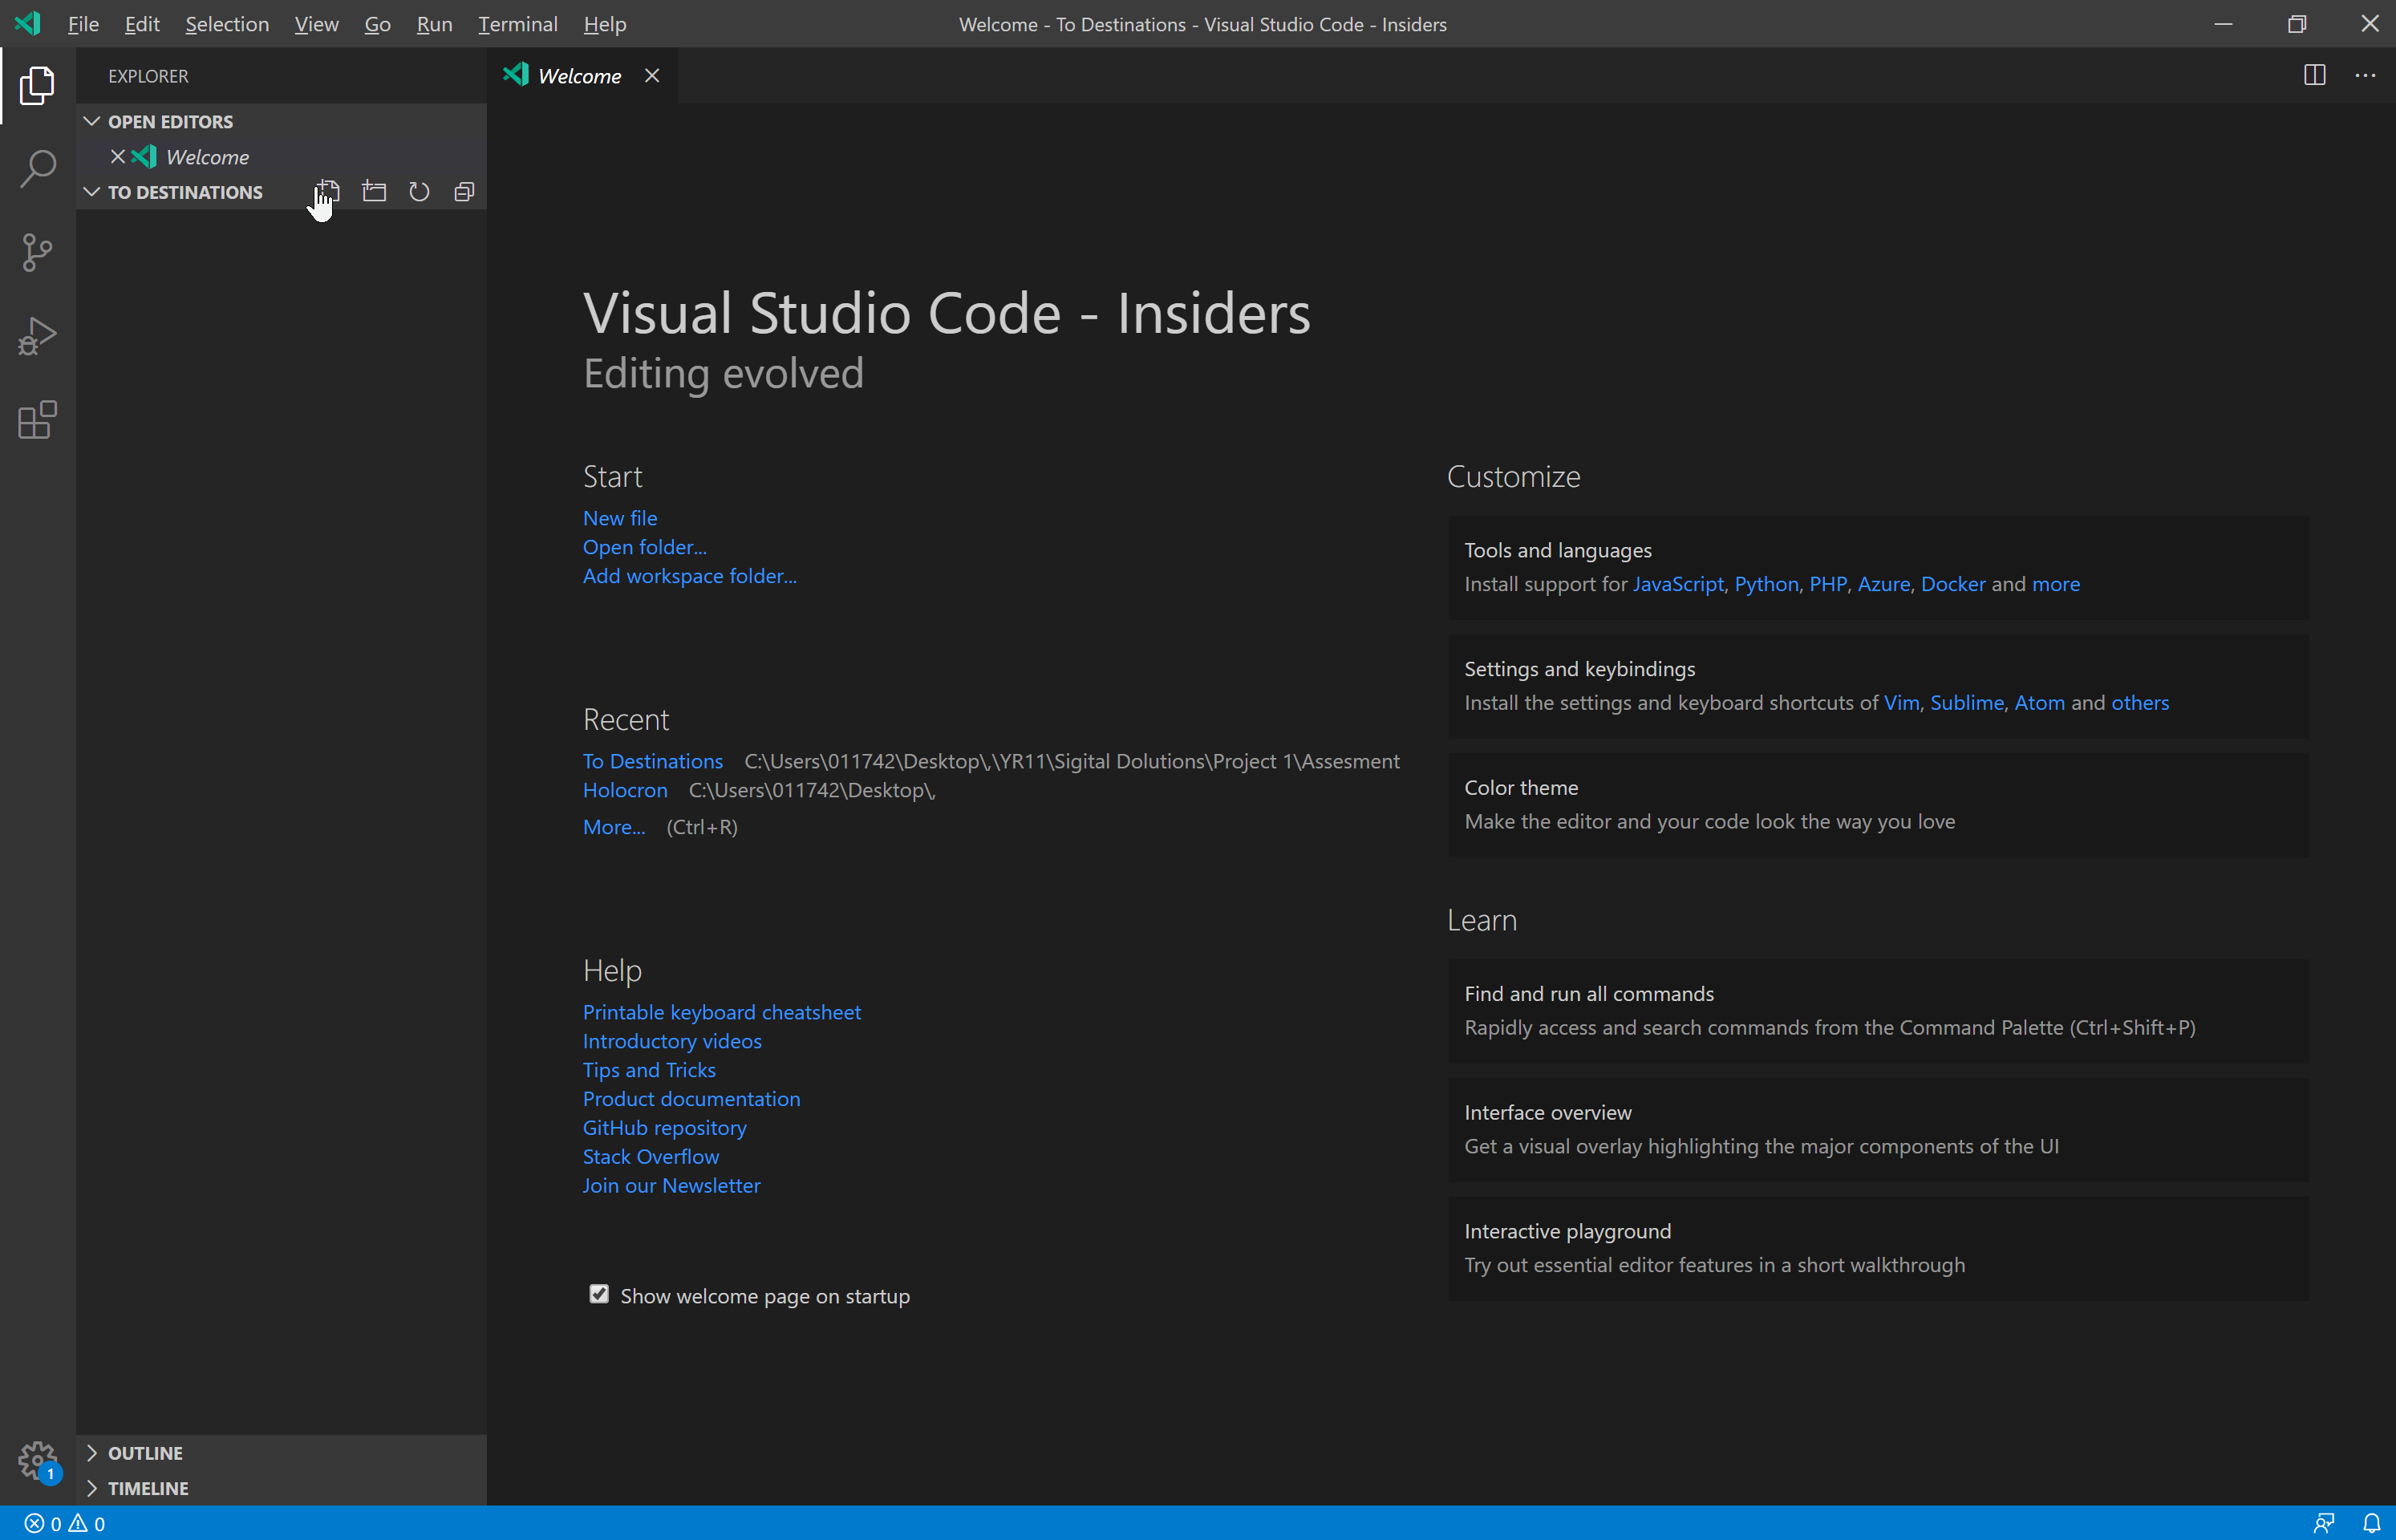 File Edit Selection View Go Run Terminal Help
Welcome - To Destinations - Visual Studio Code - Insiders
EXPLORER
OPEN EDITORS
Welcome
TO DESTINATIONS
Welcome
Visual Studio Code - Insiders
Editing evolved
Start
New file
Open folder...
Add workspace folder...
Recent
To Destinations C:\Users\011742\Desktop\,\YR11\Sigital Dolutions\Project 1\Assesment
Holocron C:\Users\011742\Desktop\,
More... (Ctrl+R)
Help
Printable keyboard cheatsheet
Introductory videos
Tips and Tricks
Product documentation
GitHub repository
Stack Overflow
Join our Newsletter
Show welcome page on startup
Customize
Tools and languages
Install support for JavaScript, Python, PHP, Azure, Docker and more
Settings and keybindings
Install the settings and keyboard shortcuts of Vim, Sublime, Atom and others
Color theme
Make the editor and your code look the way you love
Learn
Find and run all commands
Rapidly access and search commands from the Command Palette (Ctrl+Shift+P)
Interface overview
Get a visual overlay highlighting the major components of the UI
Interactive playground
Try out essential editor features in a short walkthrough
OUTLINE
1
TIMELINE
0 0